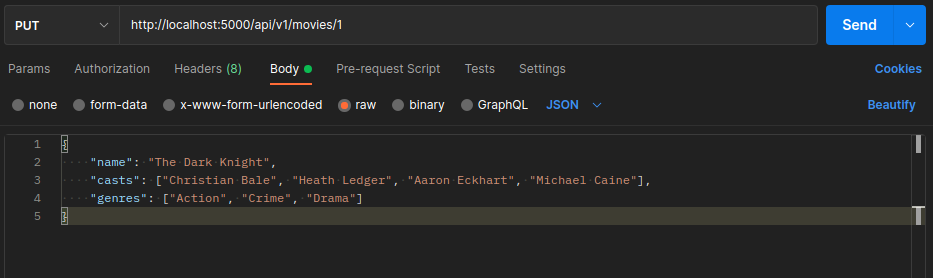 PUT http://localhost:5000/api/v1/movies/1 Send
Params Authorization Headers (8) Body Pre-request Script Tests Settings Cookies
none form-data x-www-form-urlencoded raw binary GraphQL JSON Beautify
1 {
2 "name": "The Dark Knight",
3 "casts": ["Christian Bale", "Heath Ledger", "Aaron Eckhart", "Michael Caine"],
4 "genres": ["Action", "Crime", "Drama"]
5 }